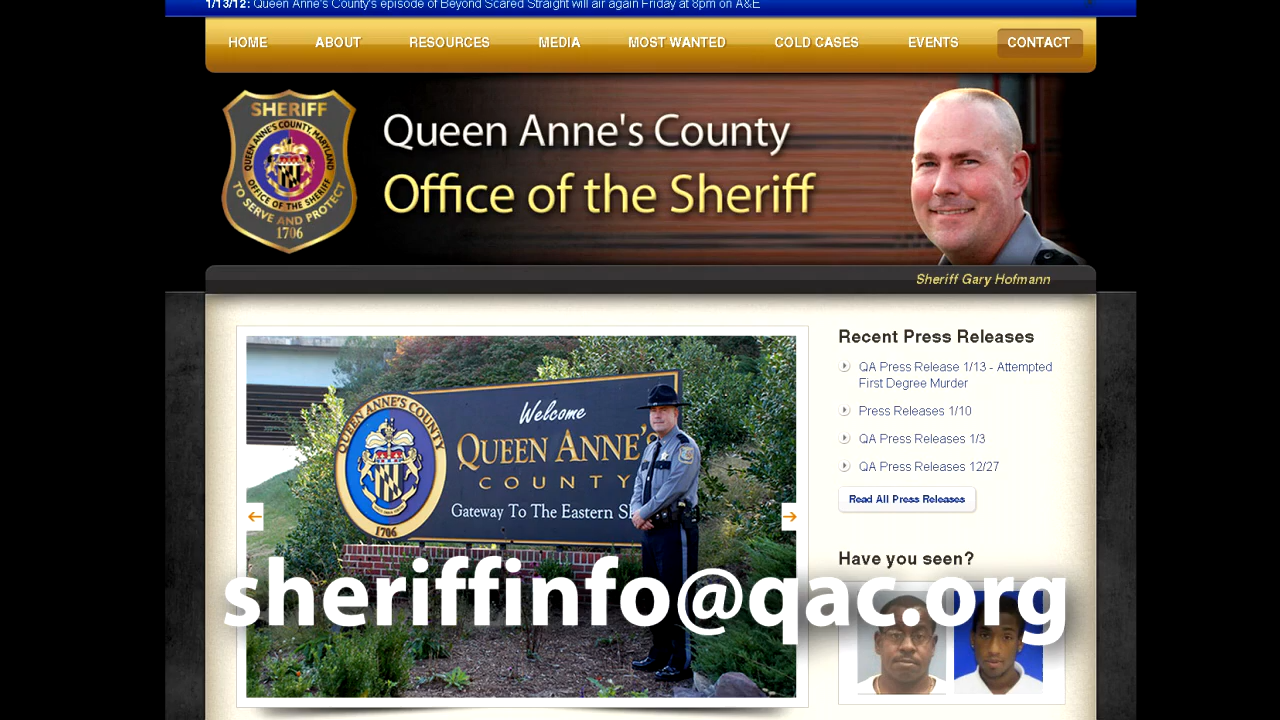 1/13/12: Queen Anne's County's episode of Beyond Scared Straight will air again Friday at 8pm on A&E
HOME ABOUT RESOURCES MEDIA MOST WANTED COLD CASES EVENTS CONTACT
SHERIFF
QUEEN ANNE'S COUNTY, MARYLAND
OFFICE OF THE SHERIFF
TO SERVE AND PROTECT
1706
Queen Anne's County
Office of the Sheriff
Sheriff Gary Hofmann
QUEEN ANNE'S COUNTY
1706
Welcome
QUEEN ANNE'S
COUNTY
Gateway To The Eastern
Recent Press Releases
QA Press Release 1/13 - Attempted
First Degree Murder
Press Releases 1/10
QA Press Releases 1/3
QA Press Releases 12/27
Read All Press Releases
Have you seen?
sheriffinfo@qac.org